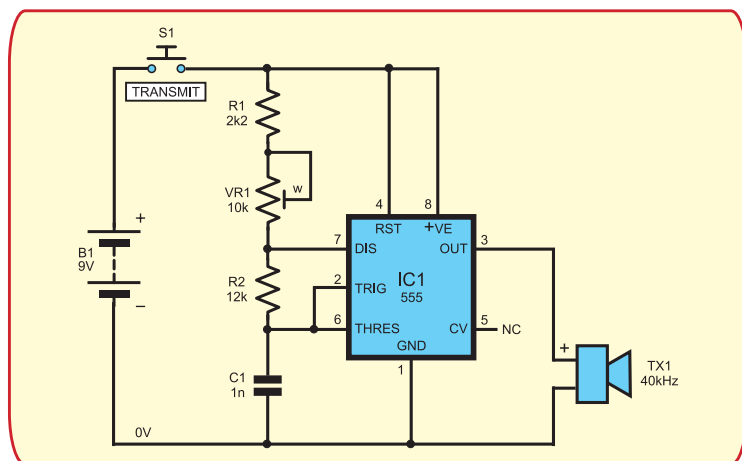 S1
TRANSMIT
R1
2k2
VR1
10k
w
4
8
RST
+VE
7
DIS
OUT
3
B1
9V
+
−
R2
12k
2
TRIG
IC1
555
6
THRES
CV
5
NC
GND
1
C1
1n
+
TX1
40kHz
0V